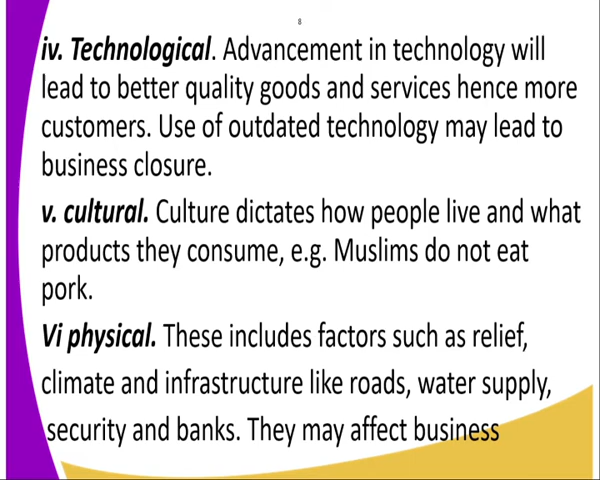 8
iv. Technological. Advancement in technology will
lead to better quality goods and services hence more
customers. Use of outdated technology may lead to
business closure.
v. cultural. Culture dictates how people live and what
products they consume, e.g. Muslims do not eat
pork.
Vi physical. These includes factors such as relief,
climate and infrastructure like roads, water supply,
security and banks. They may affect business